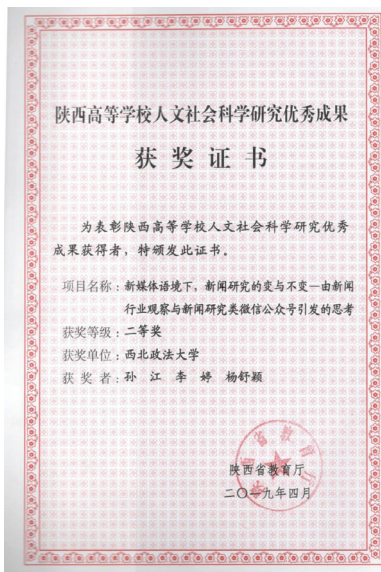 陕西高等学校人文社会科学研究优秀成果
获奖证书
为表彰陕西高等学校人文社会科学研究优秀
成果获得者，特颁发此证书。
项目名称：新媒体语境下，新闻研究的变与不变—由新闻
行业观察与新闻研究类微信公众号引发的思考
获奖等级：二等奖
获奖单位：西北政法大学
获奖者：孙江 李婷 杨舒颖
陕西省教育厅
陕西省教育厅
二〇一九年四月